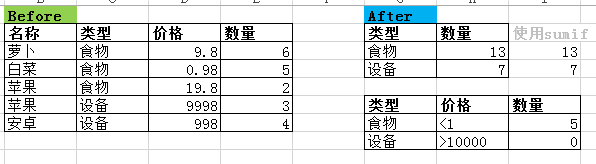 Before
名称 类型 价格 数量
萝卜 食物 9.8 6
白菜 食物 0.98 5
苹果 食物 19.8 2
苹果 设备 9998 3
安卓 设备 998 4
After
类型 数量 使用sumif
食物 13 13
设备 7 7
类型 价格 数量
食物 <1 5
设备 >10000 0